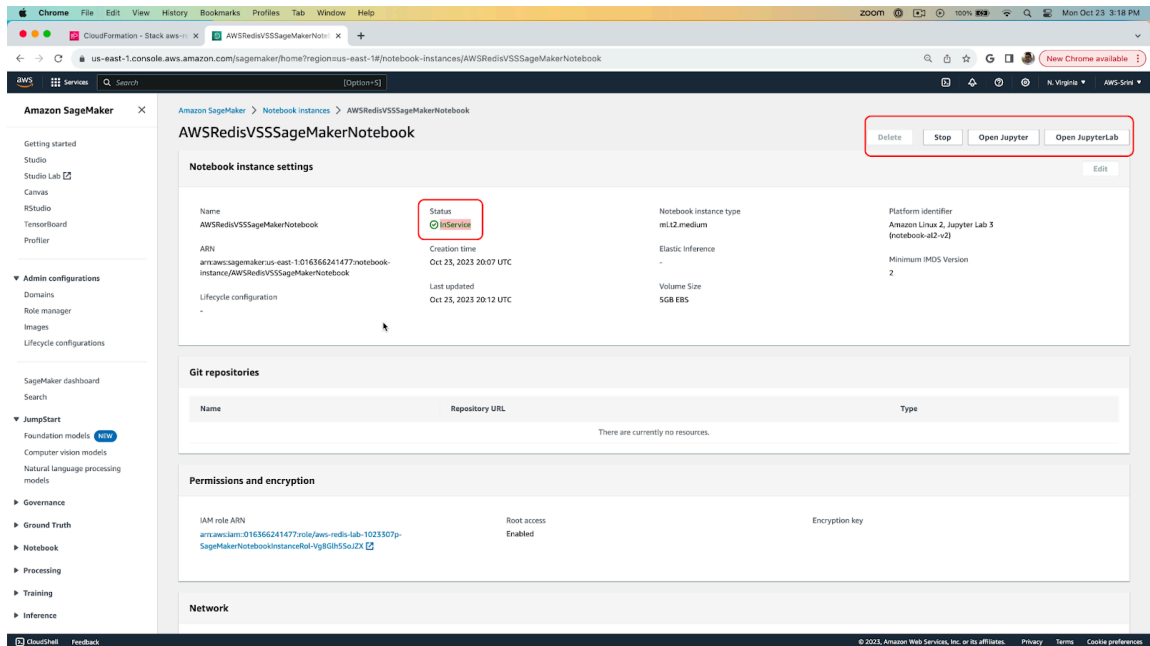 Chrome File Edit View History Bookmarks Profiles Tab Window Help
zoom 100% Mon Oct 23 3:18 PM
CloudFormation - Stack aws-r
AWSRedisVSSSageMakerNoteb
us-east-1.console.aws.amazon.com/sagemaker/home?region=us-east-1#/notebook-instances/AWSRedisVSSSageMakerNotebook
New Chrome available
aws Services Search [Option+S] N. Virginia AWS-Srini
Amazon SageMaker
Getting started
Studio
Studio Lab
Canvas
RStudio
TensorBoard
Profiler
Admin configurations
Domains
Role manager
Images
Lifecycle configurations
SageMaker dashboard
Search
JumpStart
Foundation models NEW
Computer vision models
Natural language processing
models
Governance
Ground Truth
Notebook
Processing
Training
Inference
Amazon SageMaker > Notebook instances > AWSRedisVSSSageMakerNotebook
AWSRedisVSSSageMakerNotebook
Delete Stop Open Jupyter Open JupyterLab
Notebook instance settings
Edit
Name
AWSRedisVSSSageMakerNotebook
ARN
arn:aws:sagemaker:us-east-1:016366241477:notebook-
instance/AWSRedisVSSSageMakerNotebook
Lifecycle configuration
-
Status
InService
Creation time
Oct 23, 2023 20:07 UTC
Last updated
Oct 23, 2023 20:12 UTC
Notebook instance type
ml.t2.medium
Elastic Inference
-
Volume Size
5GB EBS
Platform identifier
Amazon Linux 2, Jupyter Lab 3
(notebook-al2-v2)
Minimum IMDS Version
2
Git repositories
Name Repository URL Type
There are currently no resources.
Permissions and encryption
IAM role ARN
arn:aws:iam::016366241477:role/aws-redis-lab-1023307p-
SageMakerNotebookInstanceRol-Vg8Glh5SoJZX
Root access
Enabled
Encryption key
Network
CloudShell Feedback
© 2023, Amazon Web Services, Inc. or its affiliates. Privacy Terms Cookie preferences